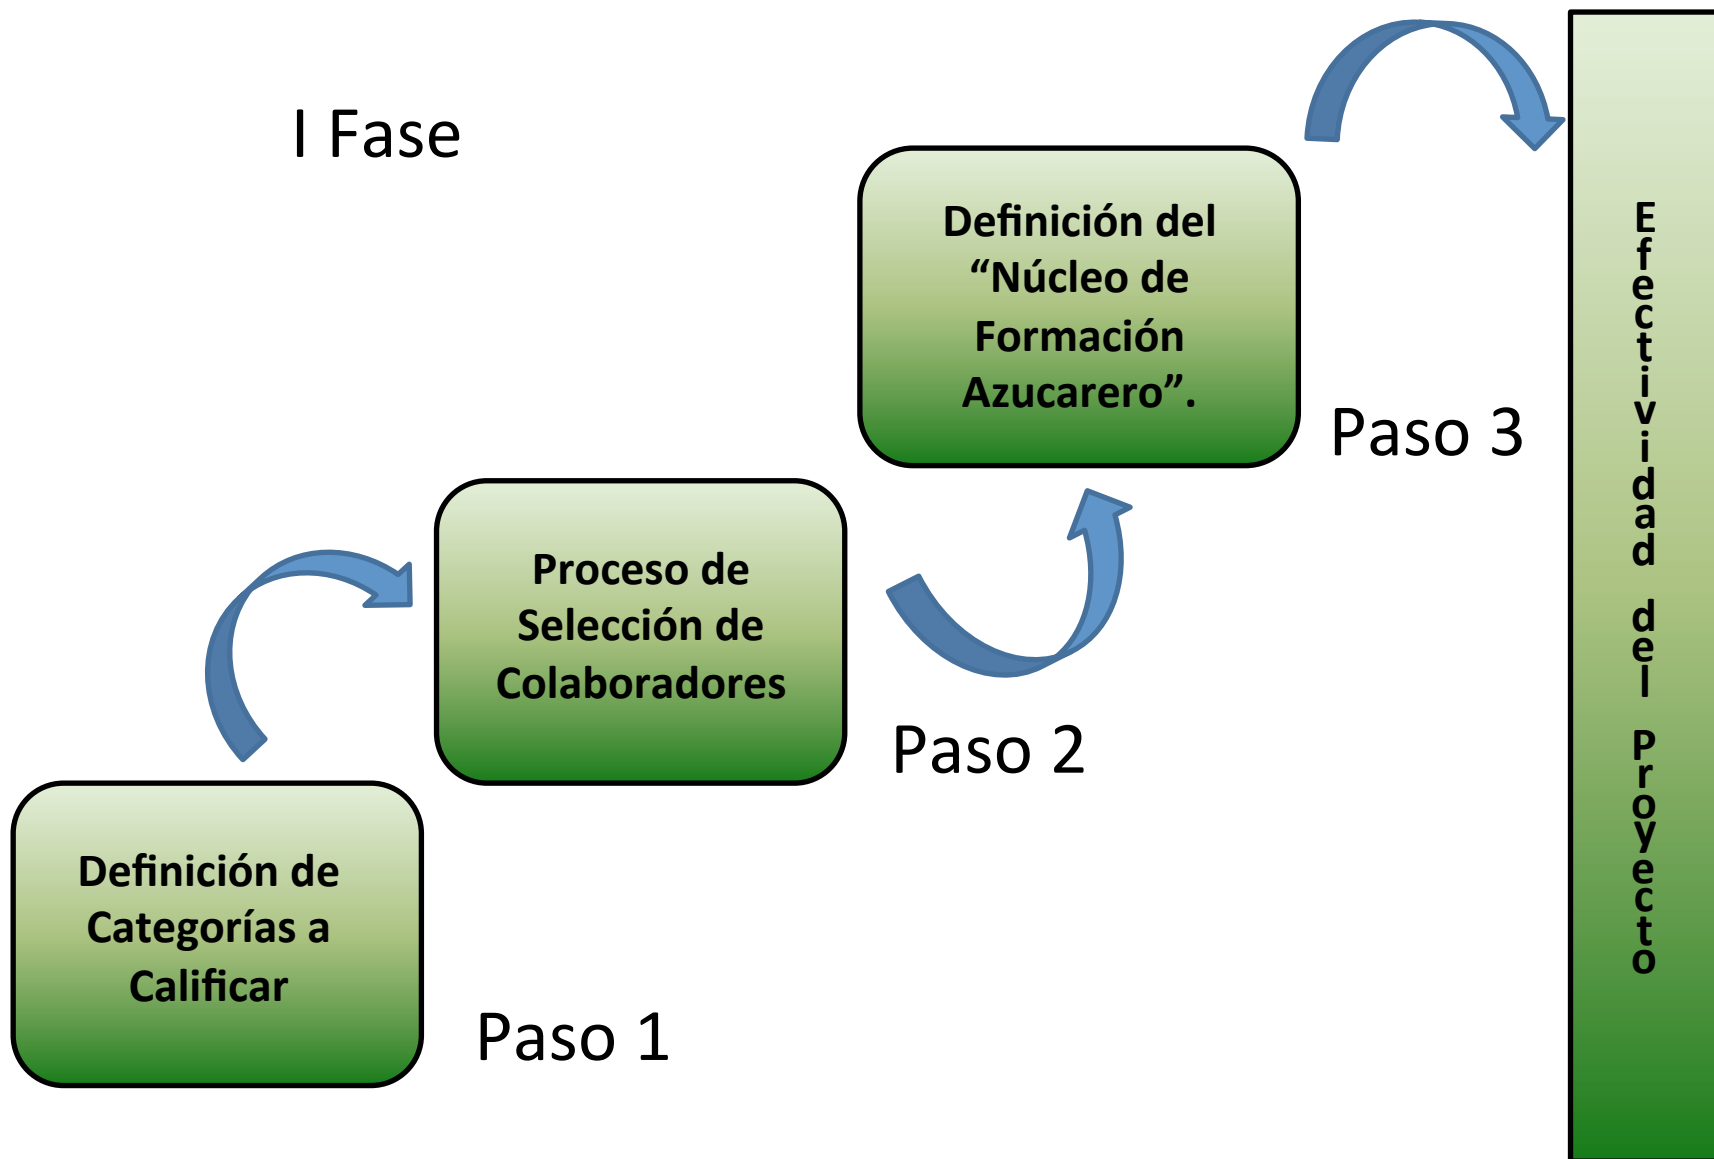 I Fase
Definición del
“Núcleo de
Formación
Azucarero”.
Paso 3
Proceso de
Selección de
Colaboradores
Paso 2
Definición de
Categorías a
Calificar
Paso 1
Efectividad del Proyecto